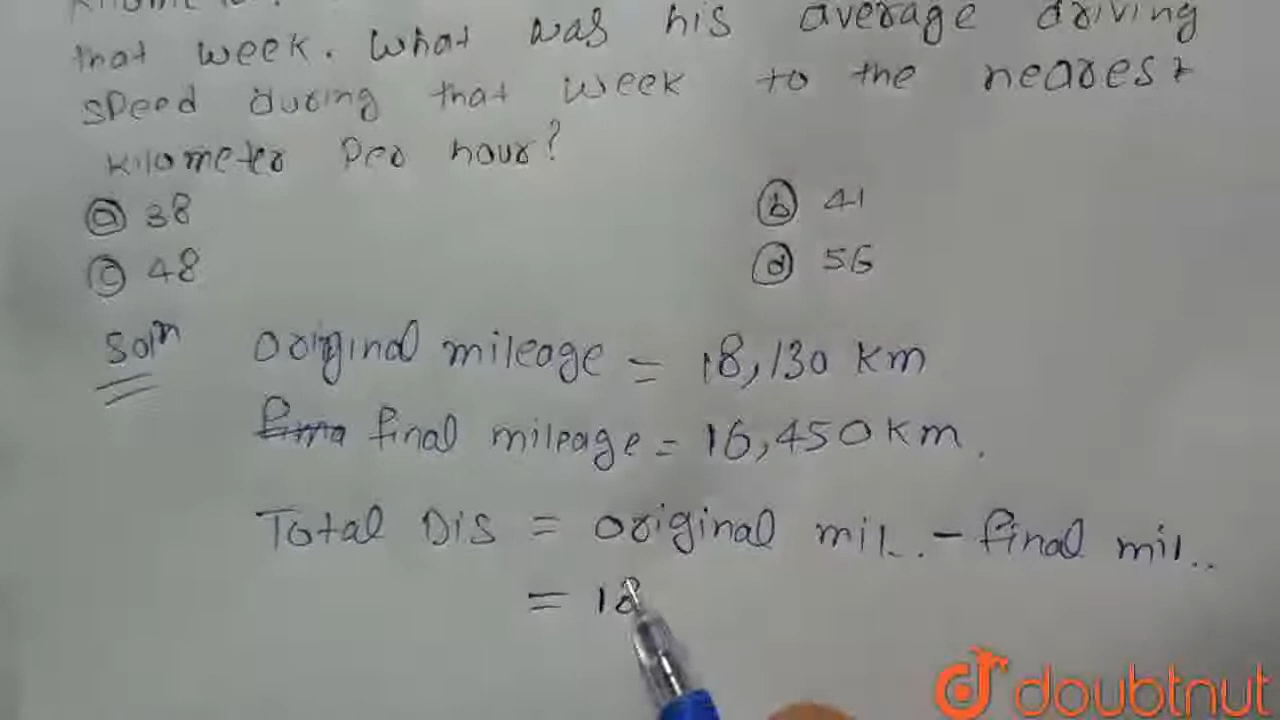 that week. What was his average driving
speed during that week to the nearest
kilometer per hour?
a 38 b 41
c 48 d 56
Soln Original mileage = 18,130 km
final mileage = 16,450 km.
Total Dis = original mil.. - final mil..
= 18
doubtnut